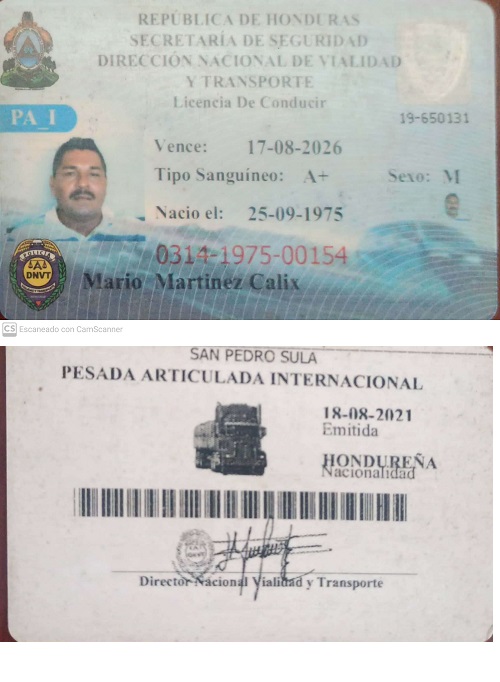 REPÚBLICA DE HONDURAS
SECRETARÍA DE SEGURIDAD
DIRECCIÓN NACIONAL DE VIALIDAD
Y TRANSPORTE
Licencia De Conducir
19-650131
PA_I
Vence: 17-08-2026
Tipo Sanguíneo: A+ Sexo: M
Nacio el: 25-09-1975
0314-1975-00154
POLICIA
DNVT
Mario Martinez Calix
CS Escaneado con CamScanner
SAN PEDRO SULA
PESADA ARTICULADA INTERNACIONAL
18-08-2021
Emitida
HONDUREÑA
Nacionalidad
Director Nacional Vialidad y Transporte